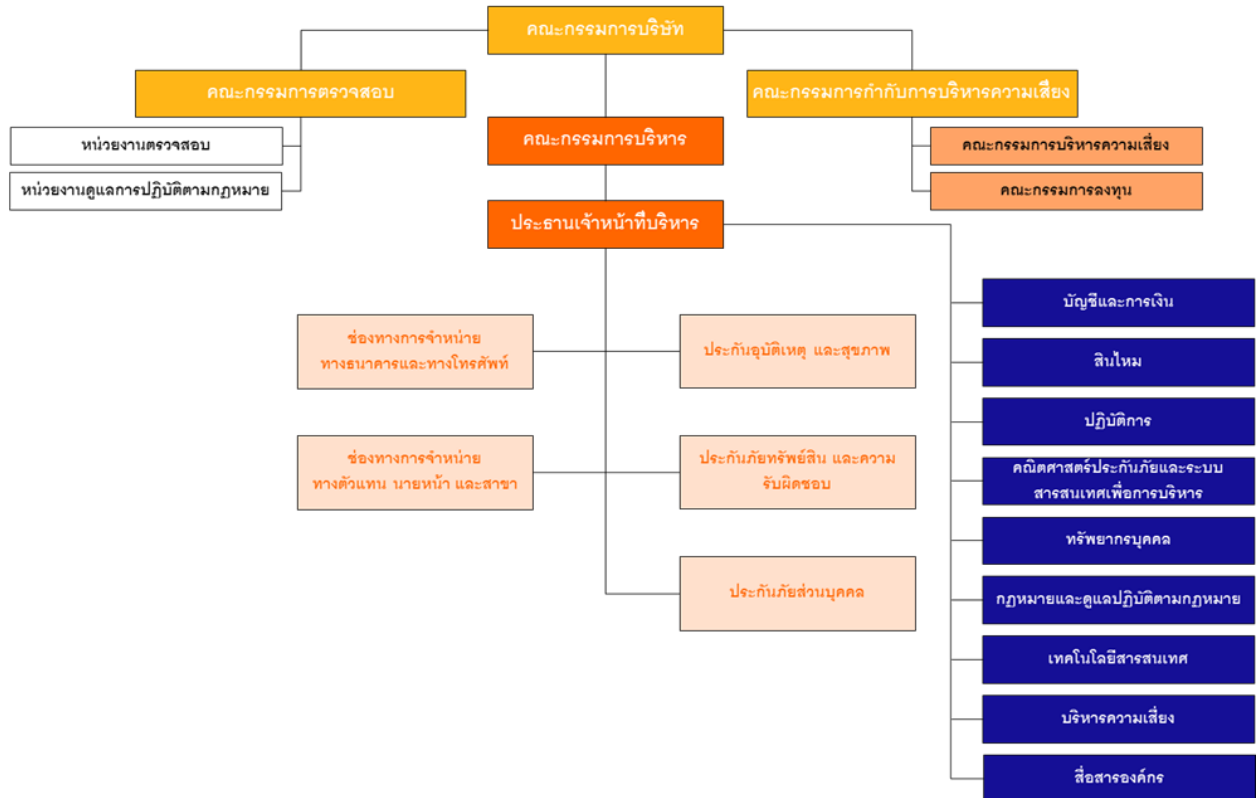 คณะกรรมการบริษัท
คณะกรรมการตรวจสอบ
คณะกรรมการกำกับการบริหารความเสี่ยง
หน่วยงานตรวจสอบ
คณะกรรมการบริหาร
คณะกรรมการบริหารความเสี่ยง
หน่วยงานดูแลการปฏิบัติตามกฎหมาย
คณะกรรมการลงทุน
ประธานเจ้าหน้าที่บริหาร
บัญชีและการเงิน
ช่องทางการจำหน่าย
ทางธนาคารและทางโทรศัพท์
ประกันอุบัติเหตุ และสุขภาพ
สินไหม
ปฏิบัติการ
ช่องทางการจำหน่าย
ทางตัวแทน นายหน้า และสาขา
ประกันภัยทรัพย์สิน และความ
รับผิดชอบ
คณิตศาสตร์ประกันภัยและระบบ
สารสนเทศเพื่อการบริหาร
ทรัพยากรบุคคล
ประกันภัยส่วนบุคคล
กฎหมายและดูแลปฏิบัติตามกฎหมาย
เทคโนโลยีสารสนเทศ
บริหารความเสี่ยง
สื่อสารองค์กร